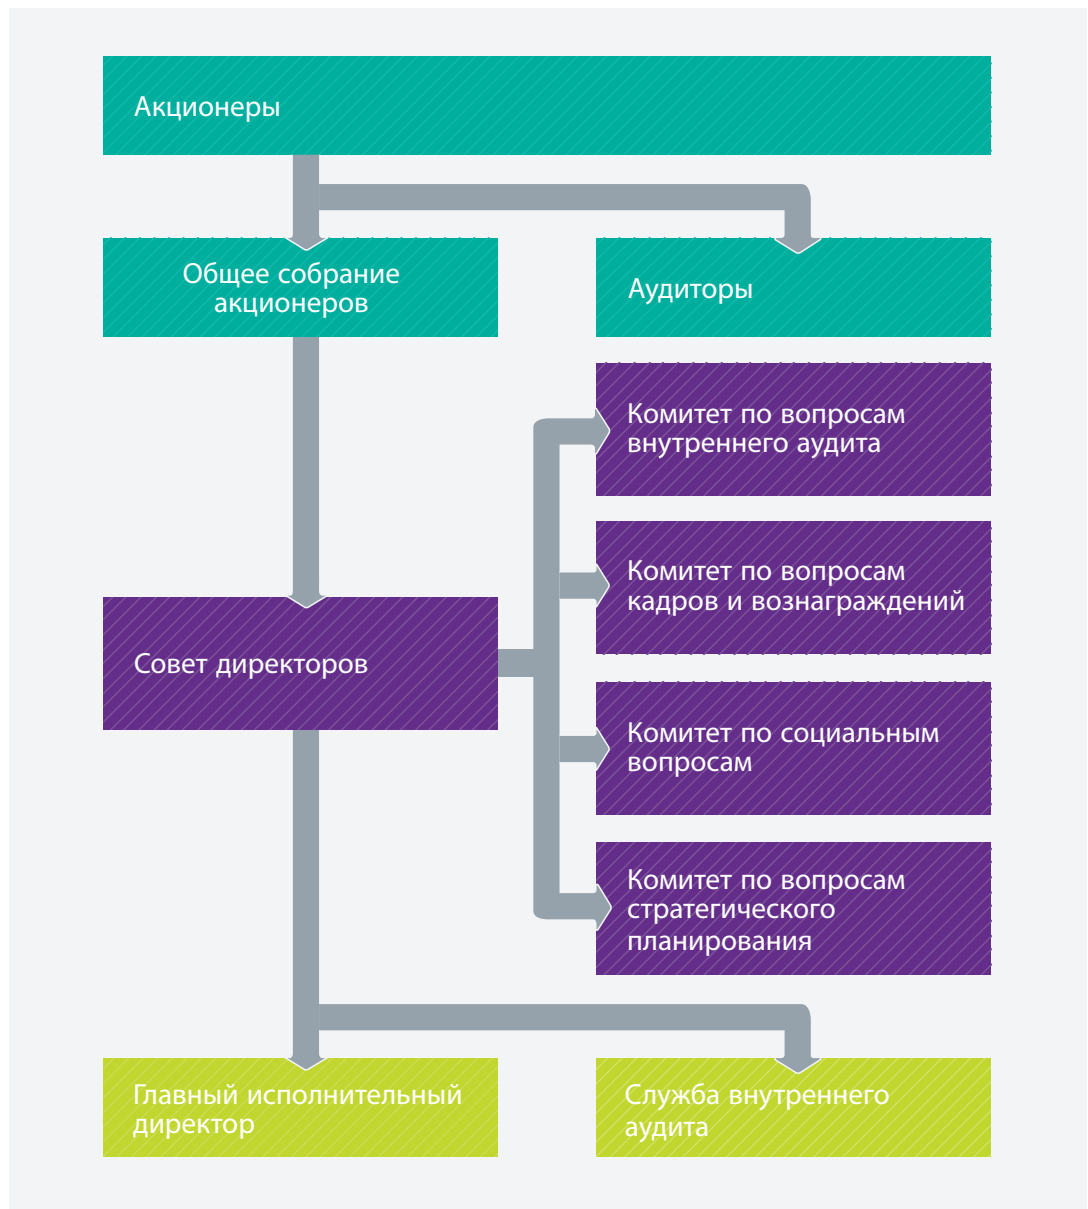 Акционеры
Общее собрание
акционеров
Аудиторы
Комитет по вопросам
внутреннего аудита
Комитет по вопросам
кадров и вознаграждений
Совет директоров
Комитет по социальным
вопросам
Комитет по вопросам
стратегического
планирования
Главный исполнительный
директор
Служба внутреннего
аудита